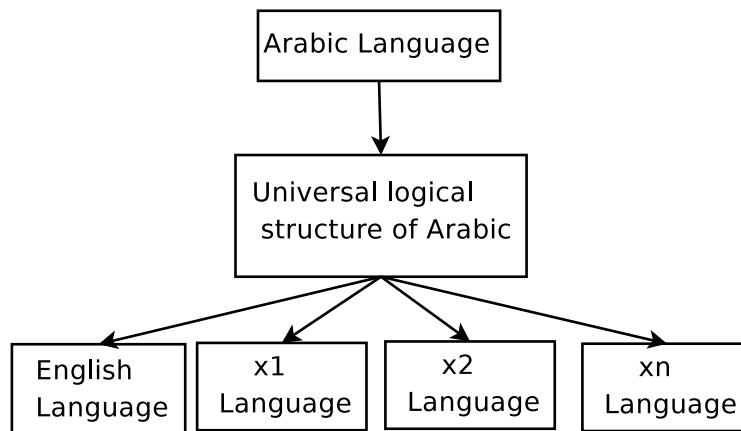 Arabic Language
Universal logical
structure of Arabic
English
Language
x1
Language
x2
Language
xn
Language